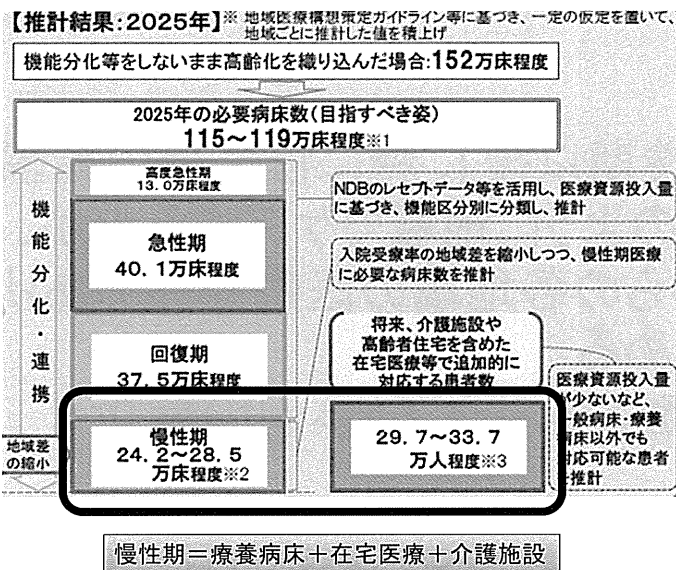 【推計結果:2025年】※ 地域医療構想策定ガイドライン等に基づき、一定の仮定を置いて、
地域ごとに推計した値を積上げ
機能分化等をしないまま高齢化を織り込んだ場合:152万床程度
2025年の必要病床数(目指すべき姿)
115～119万床程度※1
機能分化・連携
地域差
の縮小
高度急性期
13.0万床程度
急性期
40.1万床程度
回復期
37.5万床程度
慢性期
24.2～28.5
万床程度※2
NDBのレセプトデータ等を活用し、医療資源投入量
に基づき、機能区分別に分類し、推計
入院受療率の地域差を縮小しつつ、慢性期医療
に必要な病床数を推計
将来、介護施設や
高齢者住宅を含めた
在宅医療等で追加的に
対応する患者数
29.7～33.7
万人程度※3
医療資源投入量
が少ないなど、
一般病床・療養
病床以外でも
対応可能な患者
を推計
慢性期＝療養病床＋在宅医療＋介護施設